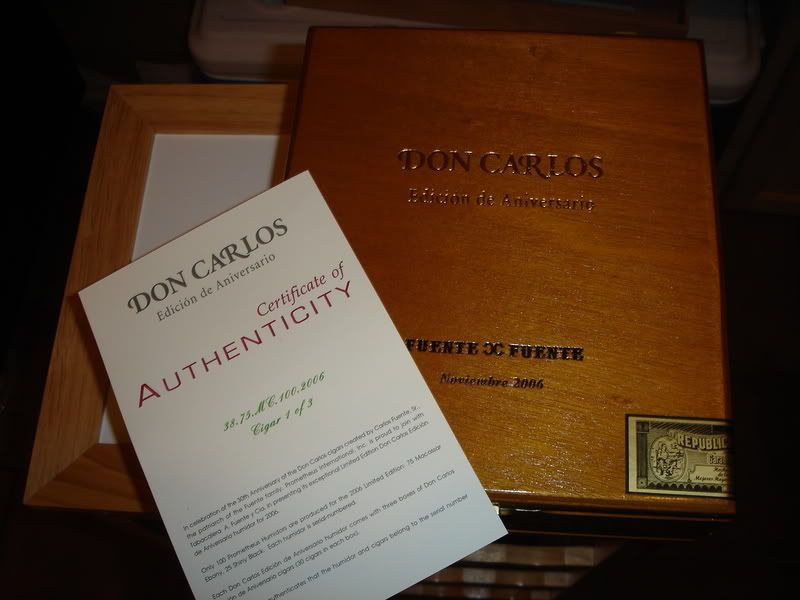 DON CARLOS
Edición de Aniversario
FUENTE FUENTE
Noviembre 2006
REPUBLIC
DON CARLOS
Edición de Aniversario
Certificate of
AUTHENTICITY
38.75.MC.100.2006
Cigar 1 of 3
In celebration of the 30th Anniversary of the Don Carlos cigar created by Carlos Fuente, Sr.
the patriarch of the Fuente family, Prometheus International, Inc. is proud to join with
Tabacalera A. Fuente y Cia. in presenting its exceptional Limited Edition Don Carlos Edición
de Aniversario humidor for 2006.
Only 100 Prometheus Humidors are produced for the 2006 Limited Edition: 75 Macassar
Ebony, 25 Shiny Black. Each humidor is serial-numbered.
Each Don Carlos Edición de Aniversario humidor comes with three boxes of Don Carlos
de Aniversario cigars (30 cigars in each box).
authenticates that the humidor and cigars belong to the serial number